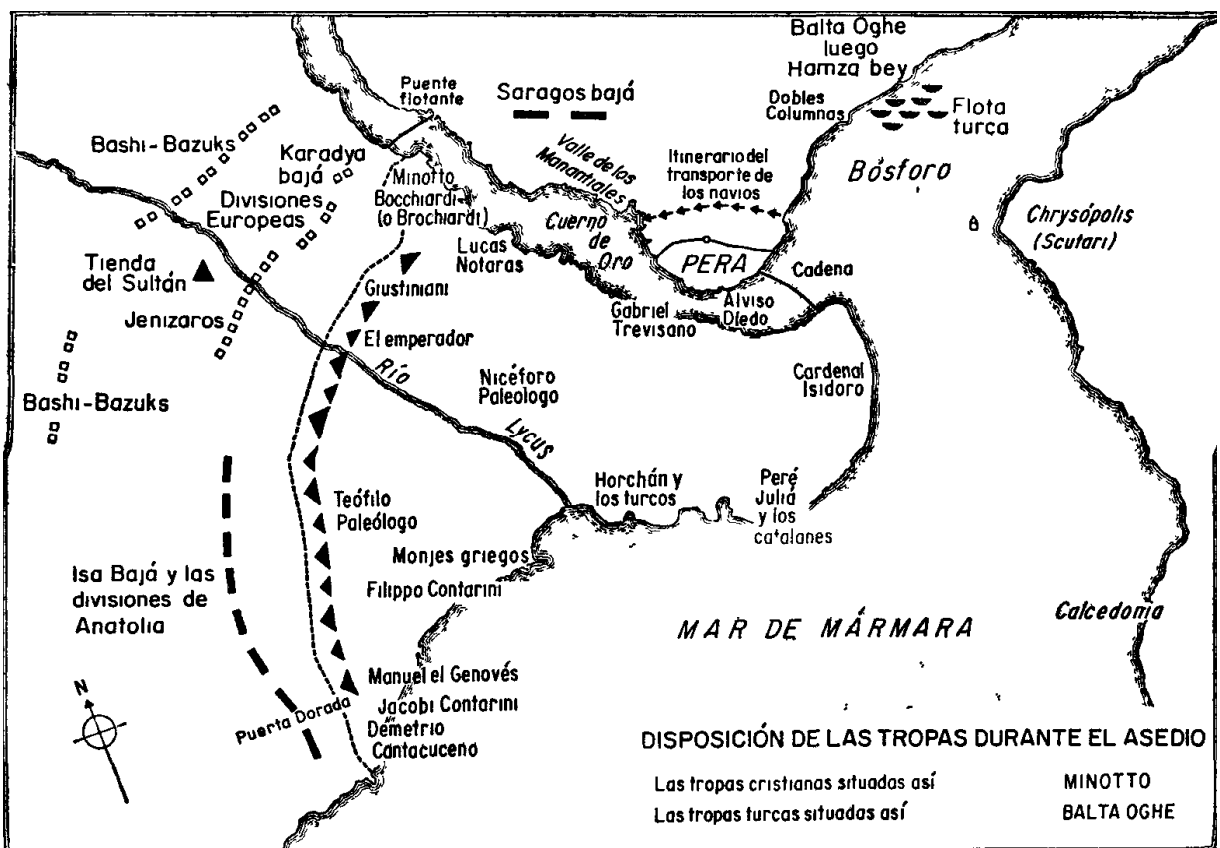 Balta Oghe
luego
Hamza bey
Puente
flotante
Saragos bajá
Dobles
Columnas
Flota
turca
Bashi-Bazuks
Karadya
bajá
Valle de los
Manantiales
Itinerario del
transporte de
los navios
BÓSFORO
Minotto
Bocchiardi
(o Brochiardi)
Divisiones
Europeas
Chrysópolis
(Scutari)
Cuerno
de
Oro
Lucas
Notaras
PERA
Cadena
Tienda
del Sultán
Giustiniani
Jenizaros
Gabriel
Trevisano
Alviso
Diedo
El emperador
Río
Lycus
Nicéforo
Paleologo
Cardenal
Isidoro
Bashi-Bazuks
Horchán y
los turcos
Peré
Juliá
y los
catalanes
Teófilo
Paleólogo
Monjes griegos
Isa Bajá y las
divisiones de
Anatolia
Filippo Contarini
Calcedonia
MAR DE MÁRMARA
Manuel el Genovés
N
Puerta Dorada
Jacobi Contarini
Demetrio
Cantacuceno
DISPOSICIÓN DE LAS TROPAS DURANTE EL ASEDIO
Las tropas cristianas situadas así MINOTTO
Las tropas turcas situadas así BALTA OGHE